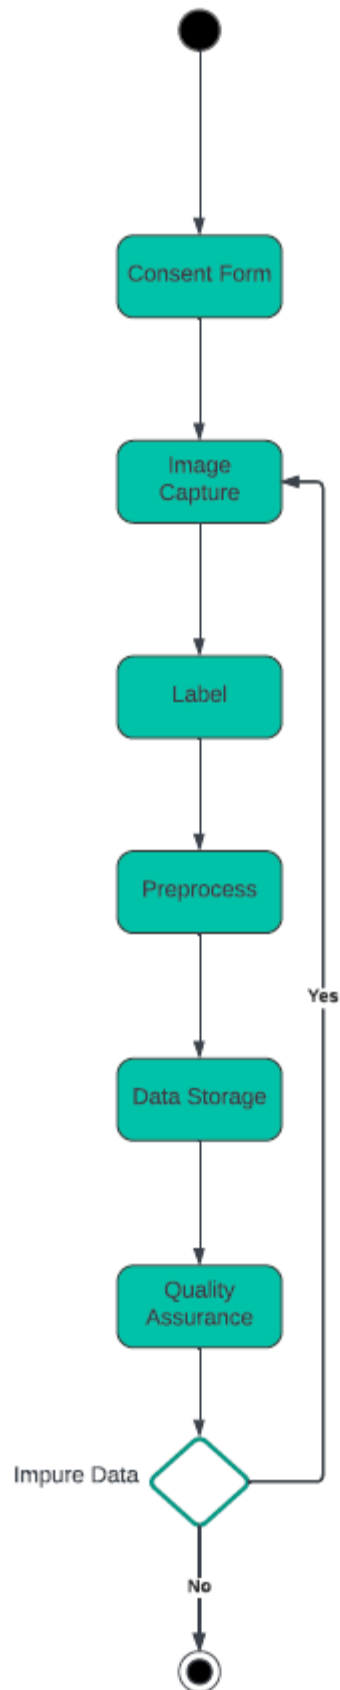 Consent Form
Image
Capture
Label
Preprocess
Yes
Data Storage
Quality
Assurance
Impure Data
No